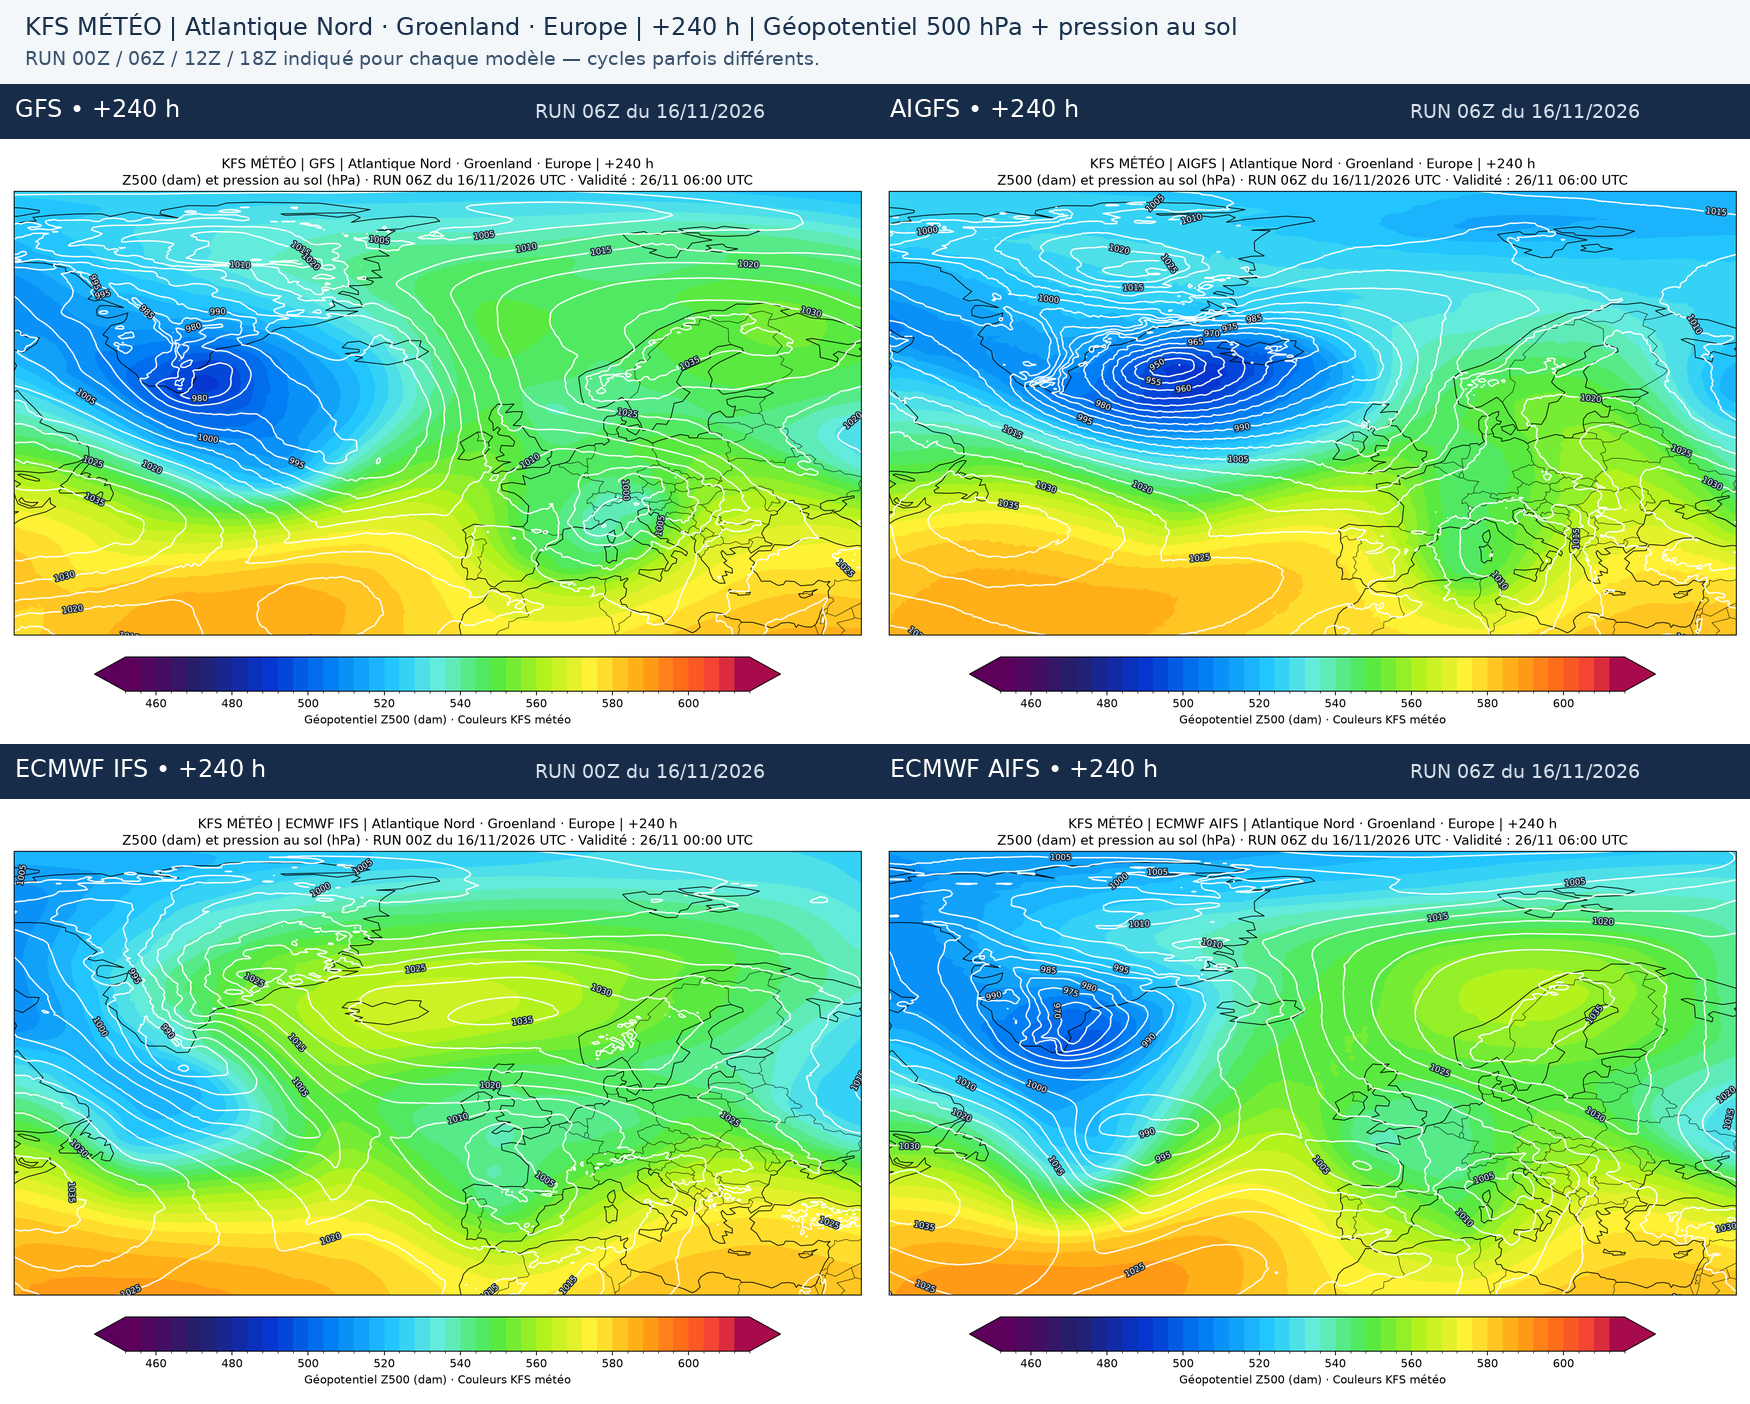 KFS MÉTÉO | Atlantique Nord · Groenland · Europe | +240 h | Géopotentiel 500 hPa + pression au sol
RUN 00Z / 06Z / 12Z / 18Z indiqué pour chaque modèle — cycles parfois différents.
GFS • +240 h RUN 06Z du 16/11/2026
AIGFS • +240 h RUN 06Z du 16/11/2026
KFS MÉTÉO | GFS | Atlantique Nord · Groenland · Europe | +240 h
Z500 (dam) et pression au sol (hPa) · RUN 06Z du 16/11/2026 UTC · Validité : 26/11 06:00 UTC
KFS MÉTÉO | AIGFS | Atlantique Nord · Groenland · Europe | +240 h
Z500 (dam) et pression au sol (hPa) · RUN 06Z du 16/11/2026 UTC · Validité : 26/11 06:00 UTC
460 480 500 520 540 560 580 600
Géopotentiel Z500 (dam) · Couleurs KFS météo
460 480 500 520 540 560 580 600
Géopotentiel Z500 (dam) · Couleurs KFS météo
ECMWF IFS • +240 h RUN 00Z du 16/11/2026
ECMWF AIFS • +240 h RUN 06Z du 16/11/2026
KFS MÉTÉO | ECMWF IFS | Atlantique Nord · Groenland · Europe | +240 h
Z500 (dam) et pression au sol (hPa) · RUN 00Z du 16/11/2026 UTC · Validité : 26/11 00:00 UTC
KFS MÉTÉO | ECMWF AIFS | Atlantique Nord · Groenland · Europe | +240 h
Z500 (dam) et pression au sol (hPa) · RUN 06Z du 16/11/2026 UTC · Validité : 26/11 06:00 UTC
460 480 500 520 540 560 580 600
Géopotentiel Z500 (dam) · Couleurs KFS météo
460 480 500 520 540 560 580 600
Géopotentiel Z500 (dam) · Couleurs KFS météo